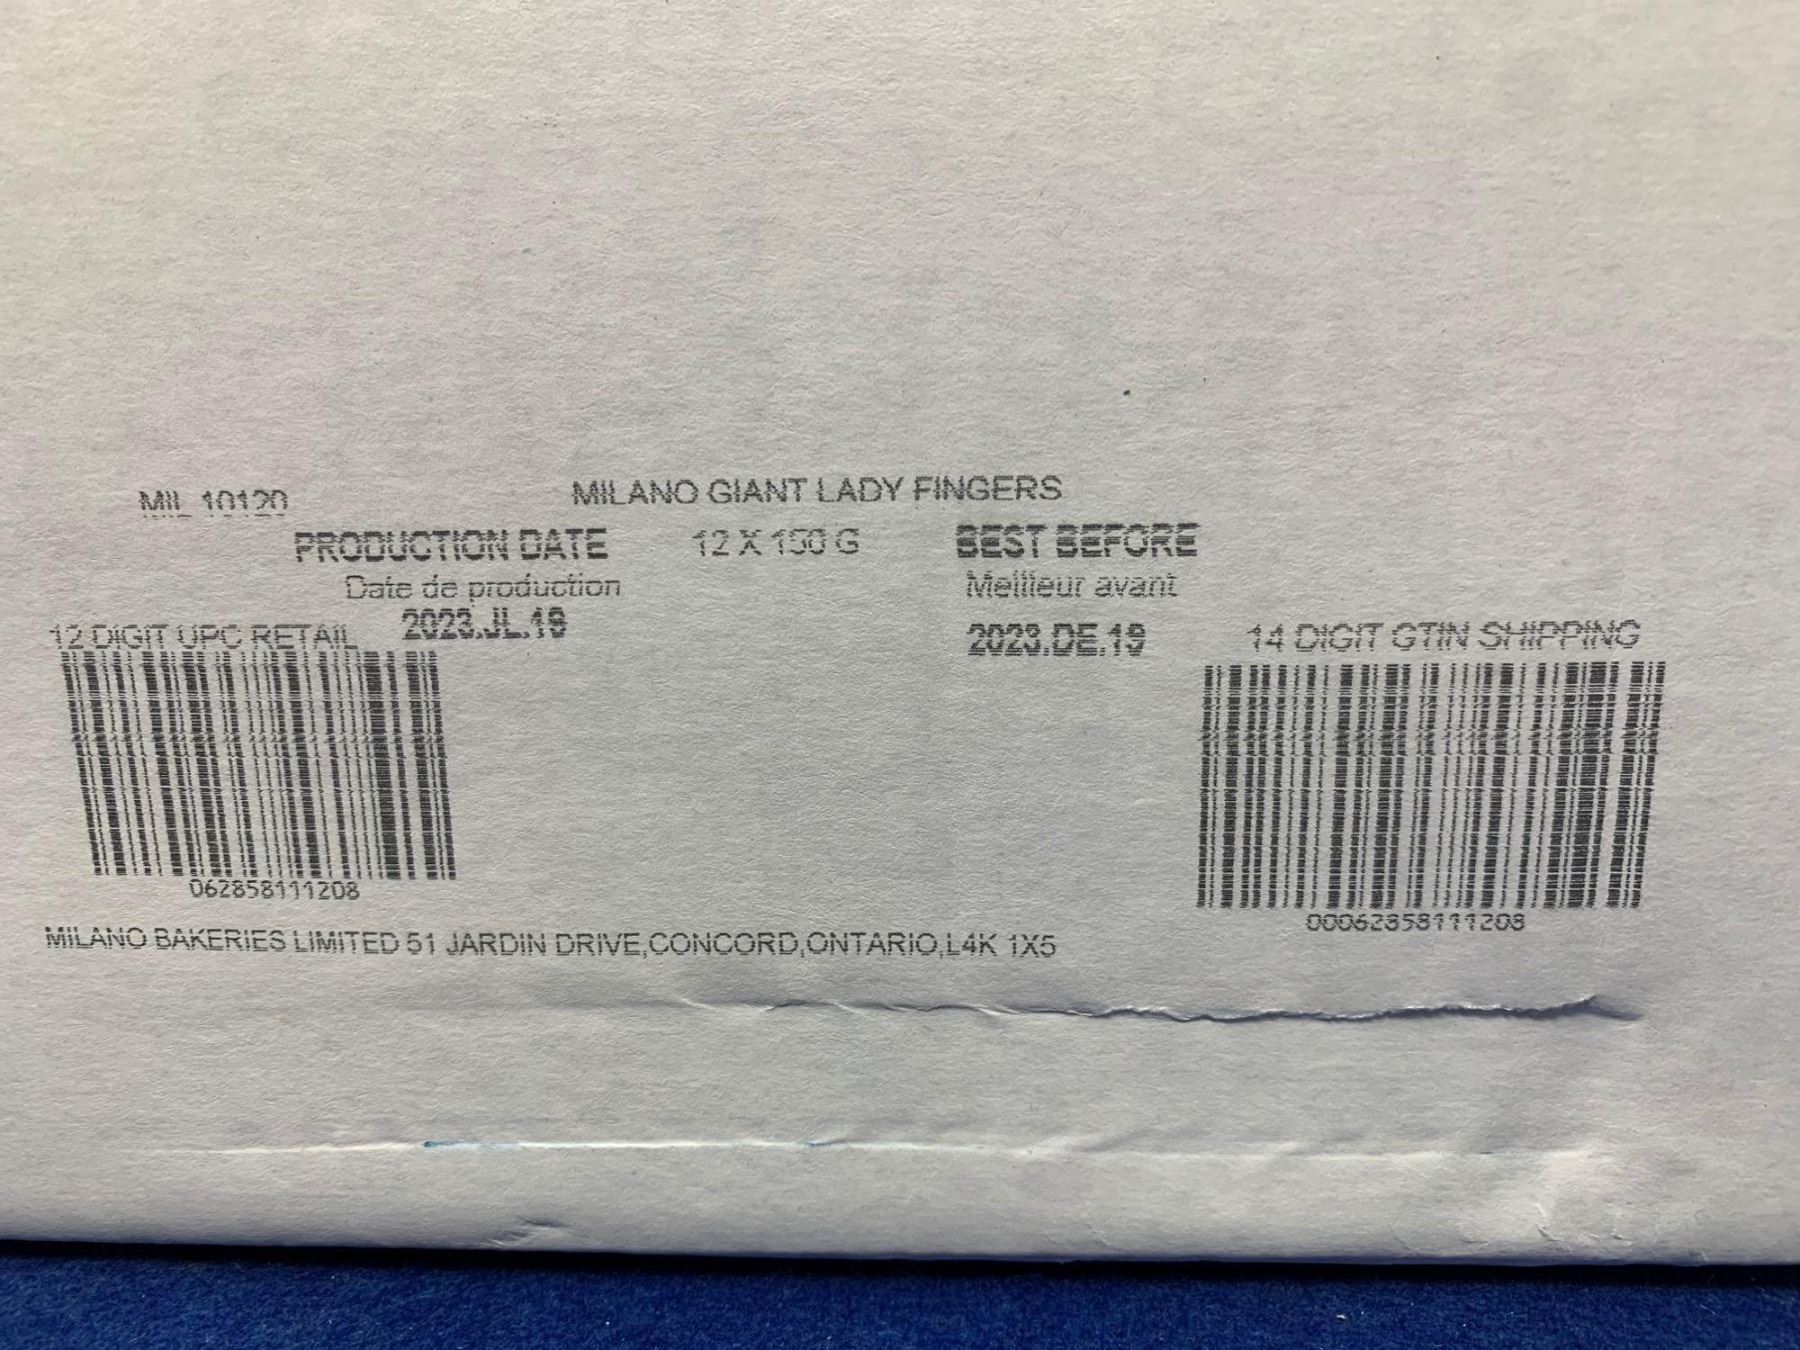 MIL 10120
MILANO GIANT LADY FINGERS
PRODUCTION DATE
12 X 150 G
BEST BEFORE
Date de production
Meilleur avant
2023.JL.19
2023.DE.19
12 DIGIT UPC RETAIL
14 DIGIT GTIN SHIPPING
062858111208
00062858111208
MILANO BAKERIES LIMITED 51 JARDIN DRIVE,CONCORD,ONTARIO,L4K 1X5